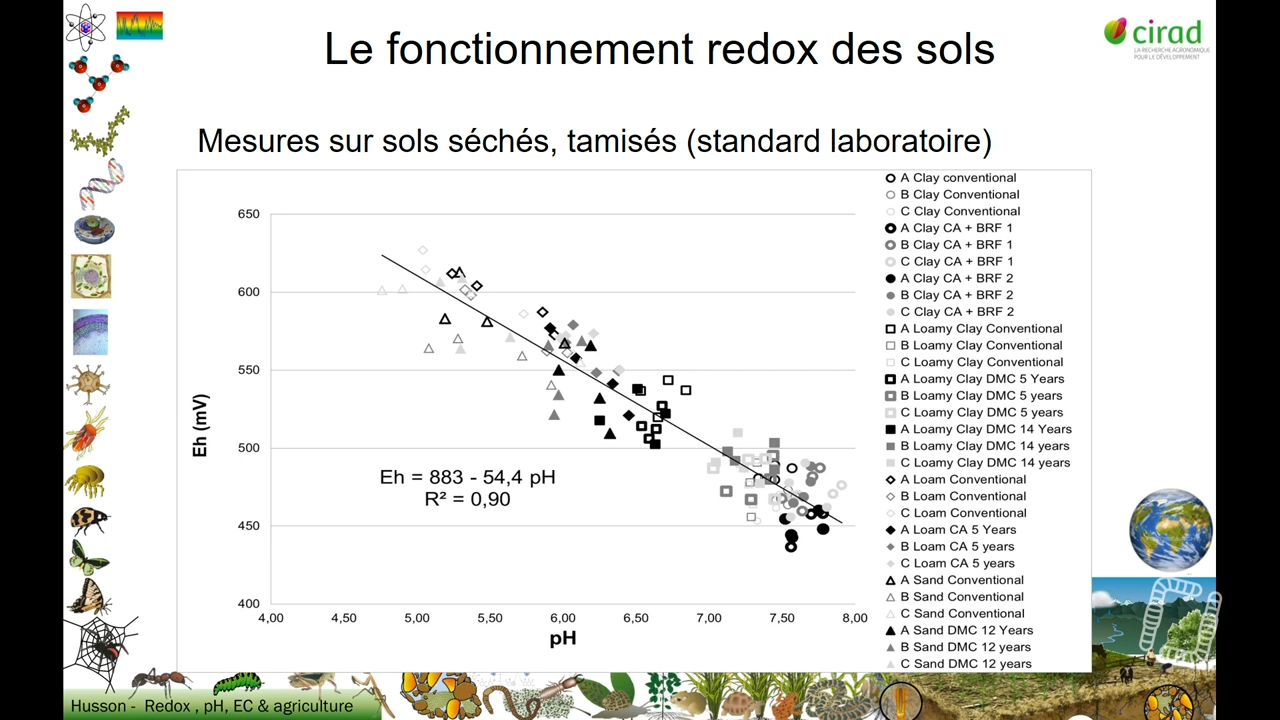 Le fonctionnement redox des sols
cirad
LA RECHERCHE AGRONOMIQUE
POUR LE DÉVELOPPEMENT
Mesures sur sols séchés, tamisés (standard laboratoire)
650
600
550
500
450
400
Eh (mV)
4,00 4,50 5,00 5,50 6,00 6,50 7,00 7,50 8,00
pH
Eh = 883 - 54,4 pH
R² = 0,90
A Clay conventional
B Clay Conventional
C Clay Conventional
A Clay CA + BRF 1
B Clay CA + BRF 1
C Clay CA + BRF 1
A Clay CA + BRF 2
B Clay CA + BRF 2
C Clay CA + BRF 2
A Loamy Clay Conventional
B Loamy Clay Conventional
C Loamy Clay Conventional
A Loamy Clay DMC 5 Years
B Loamy Clay DMC 5 years
C Loamy Clay DMC 5 years
A Loamy Clay DMC 14 Years
B Loamy Clay DMC 14 years
C Loamy Clay DMC 14 years
A Loam Conventional
B Loam Conventional
C Loam Conventional
A Loam CA 5 Years
B Loam CA 5 years
C Loam CA 5 years
A Sand Conventional
B Sand Conventional
C Sand Conventional
A Sand DMC 12 Years
B Sand DMC 12 years
C Sand DMC 12 years
Husson - Redox , pH, EC & agriculture